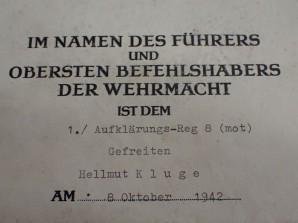 IM NAMEN DES FÜHRERS
UND
OBERSTEN BEFEHLSHABERS
DER WEHRMACHT
IST DEM
1./ Aufklärungs-Reg 8 (mot)
Gefreiten
Hellmut K l u g e
AM . 8 Oktober 1942